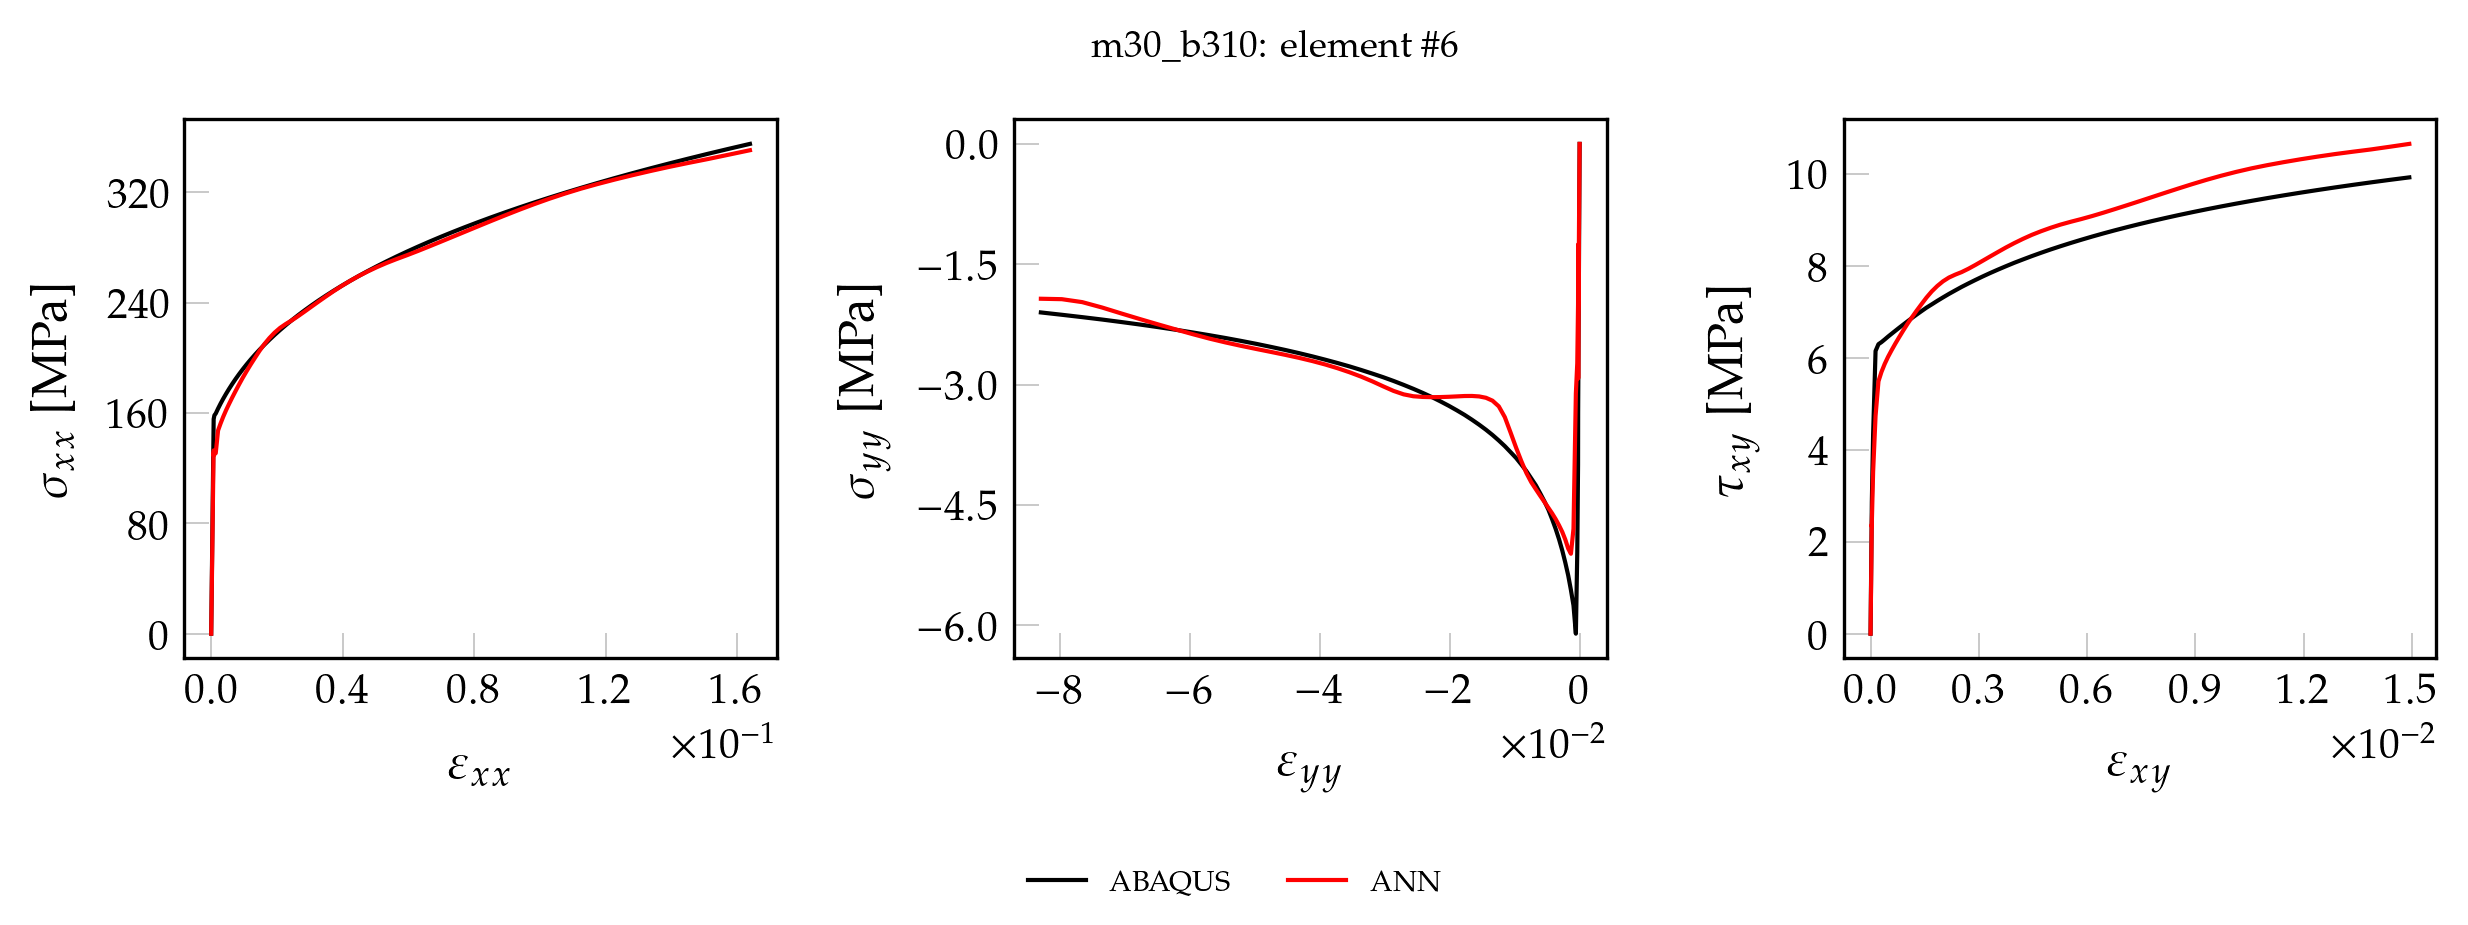 m30_b310: element #6
σxx [MPa]
320
240
160
80
0
0.0 0.4 0.8 1.2 1.6
×10⁻¹
εxx
σyy [MPa]
0.0
−1.5
−3.0
−4.5
−6.0
−8 −6 −4 −2 0
×10⁻²
εyy
τxy [MPa]
10
8
6
4
2
0
0.0 0.3 0.6 0.9 1.2 1.5
×10⁻²
εxy
ABAQUS ANN